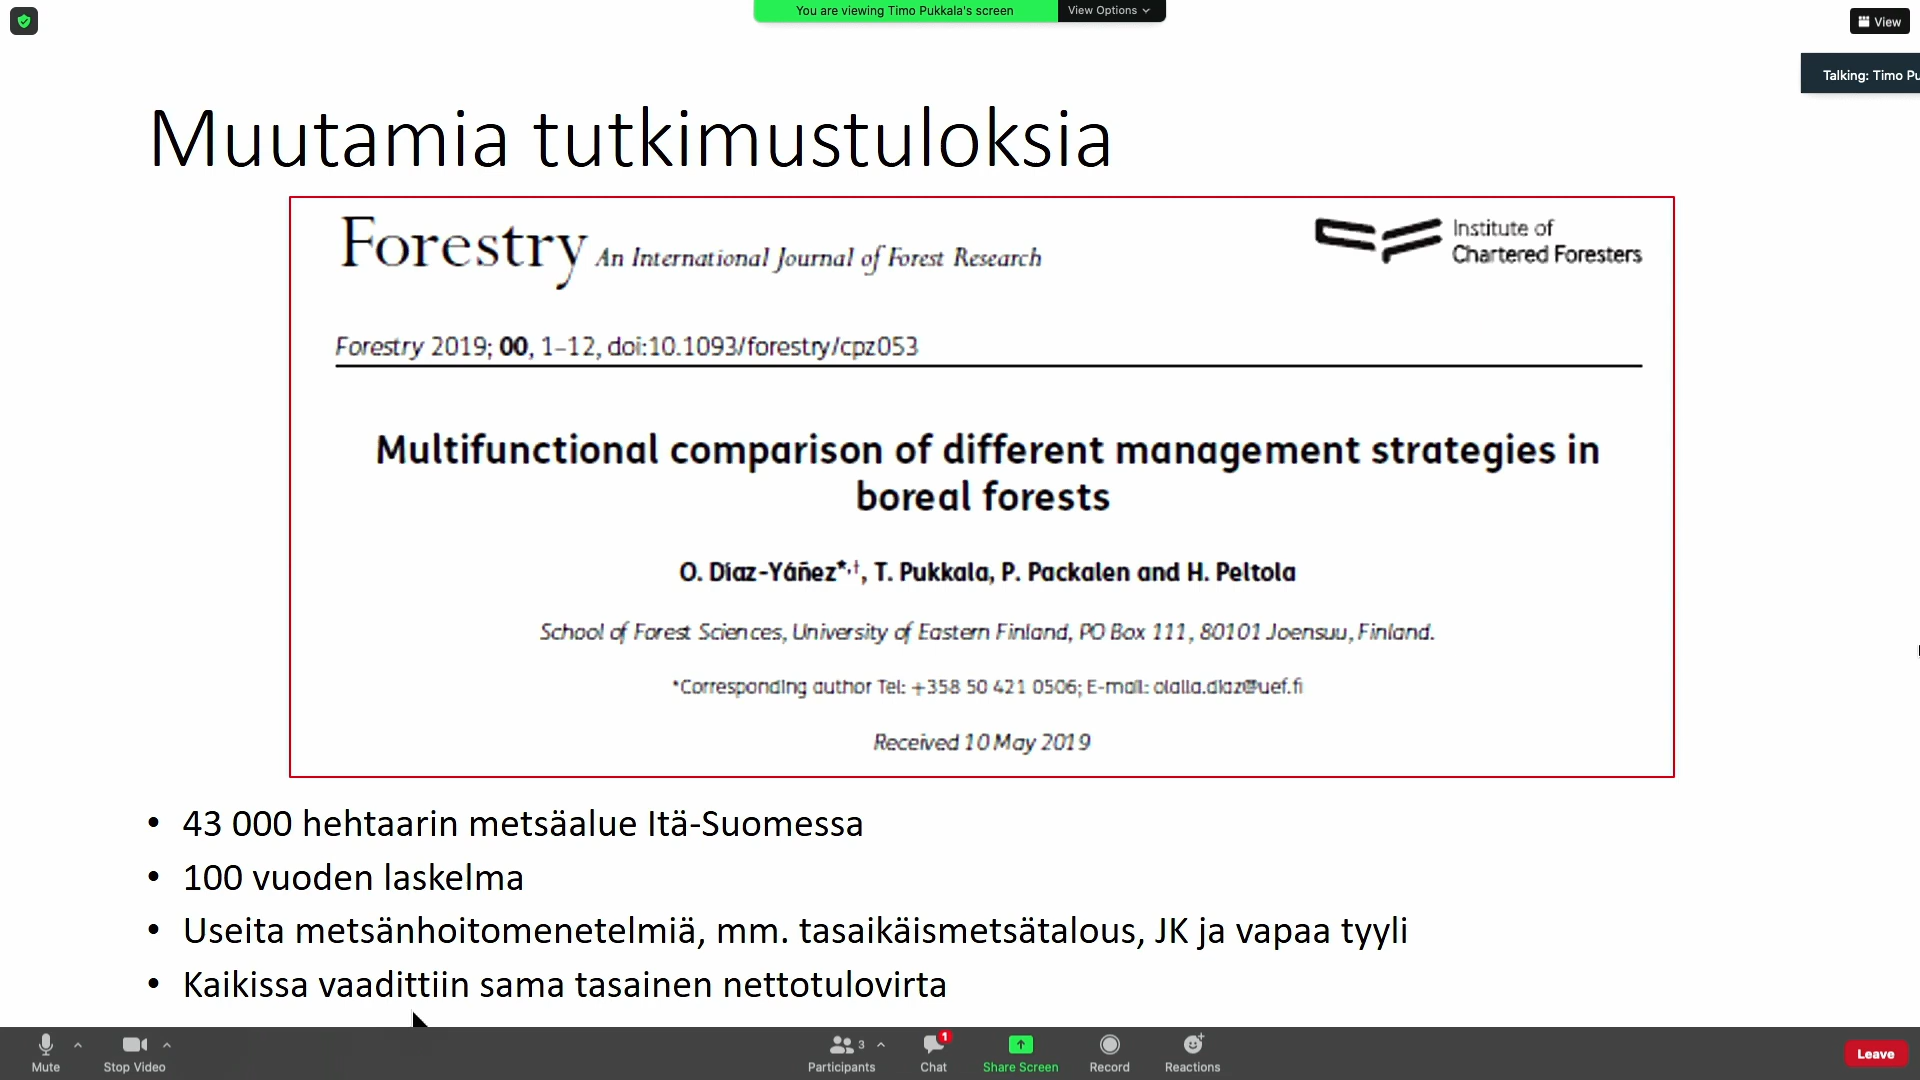 You are viewing Timo Pukkala's screen
View Options
View
Talking: Timo Pu
Muutamia tutkimustuloksia
Forestry An International Journal of Forest Research
Institute of
Chartered Foresters
Forestry 2019; 00, 1–12, doi:10.1093/forestry/cpz053
Multifunctional comparison of different management strategies in
boreal forests
O. Díaz-Yáñez*,†, T. Pukkala, P. Packalen and H. Peltola
School of Forest Sciences, University of Eastern Finland, PO Box 111, 80101 Joensuu, Finland.
*Corresponding author Tel: +358 50 421 0506; E-mail: olalla.diaz@uef.fi
Received 10 May 2019
• 43 000 hehtaarin metsäalue Itä-Suomessa
• 100 vuoden laskelma
• Useita metsänhoitomenetelmiä, mm. tasaikäismetsätalous, JK ja vapaa tyyli
• Kaikissa vaadittiin sama tasainen nettotulovirta
Mute
Stop Video
3
Participants
1
Chat
Share Screen
Record
Reactions
Leave